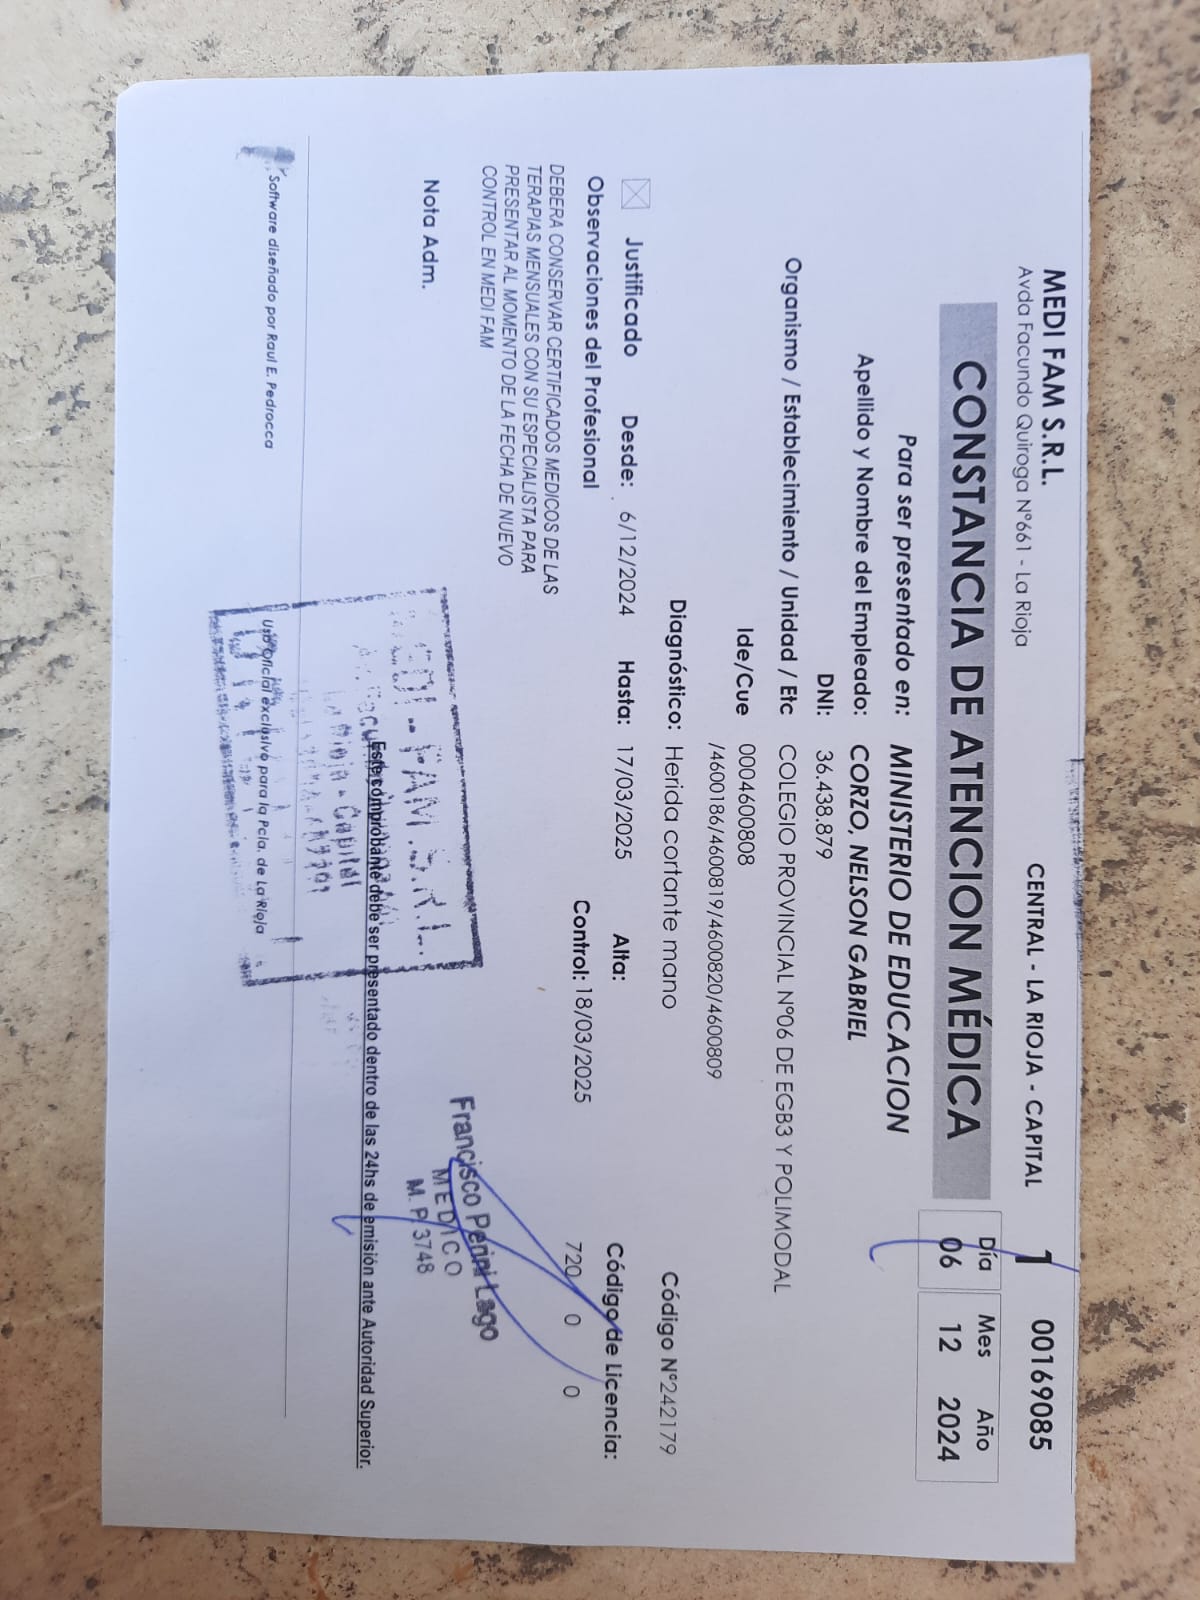 MEDI FAM S.R.L.
Avda Facundo Quiroga Nº661 - La Rioja
CENTRAL - LA RIOJA - CAPITAL
1
00169085
CONSTANCIA DE ATENCION MÉDICA
Día Mes Año
06 12 2024
Para ser presentado en: MINISTERIO DE EDUCACION
Apellido y Nombre del Empleado: CORZO, NELSON GABRIEL
DNI: 36.438.879
Organismo / Establecimiento / Unidad / Etc COLEGIO PROVINCIAL Nº06 DE EGB3 Y POLIMODAL
Ide/Cue 0004600808
/4600186/4600819/4600820/4600809
Diagnóstico: Herida cortante mano Código Nº242179
Justificado Desde: 6/12/2024 Hasta: 17/03/2025 Alta: Código de Licencia:
Observaciones del Profesional Control: 18/03/2025 720 0 0
DEBERA CONSERVAR CERTIFICADOS MEDICOS DE LAS
TERAPIAS MENSUALES CON SU ESPECIALISTA PARA
PRESENTAR AL MOMENTO DE LA FECHA DE NUEVO
CONTROL EN MEDI FAM
Nota Adm.
MEDI - FAM S.R.L.
La Rioja - Capital
Francisco Perini Lago
MEDICO
M. P. 3748
Este comprobante debe ser presentado dentro de las 24hs de emisión ante Autoridad Superior.
Software diseñado por Raul E. Pedrocca
Uso oficial exclusivo para la Pcia. de La Rioja